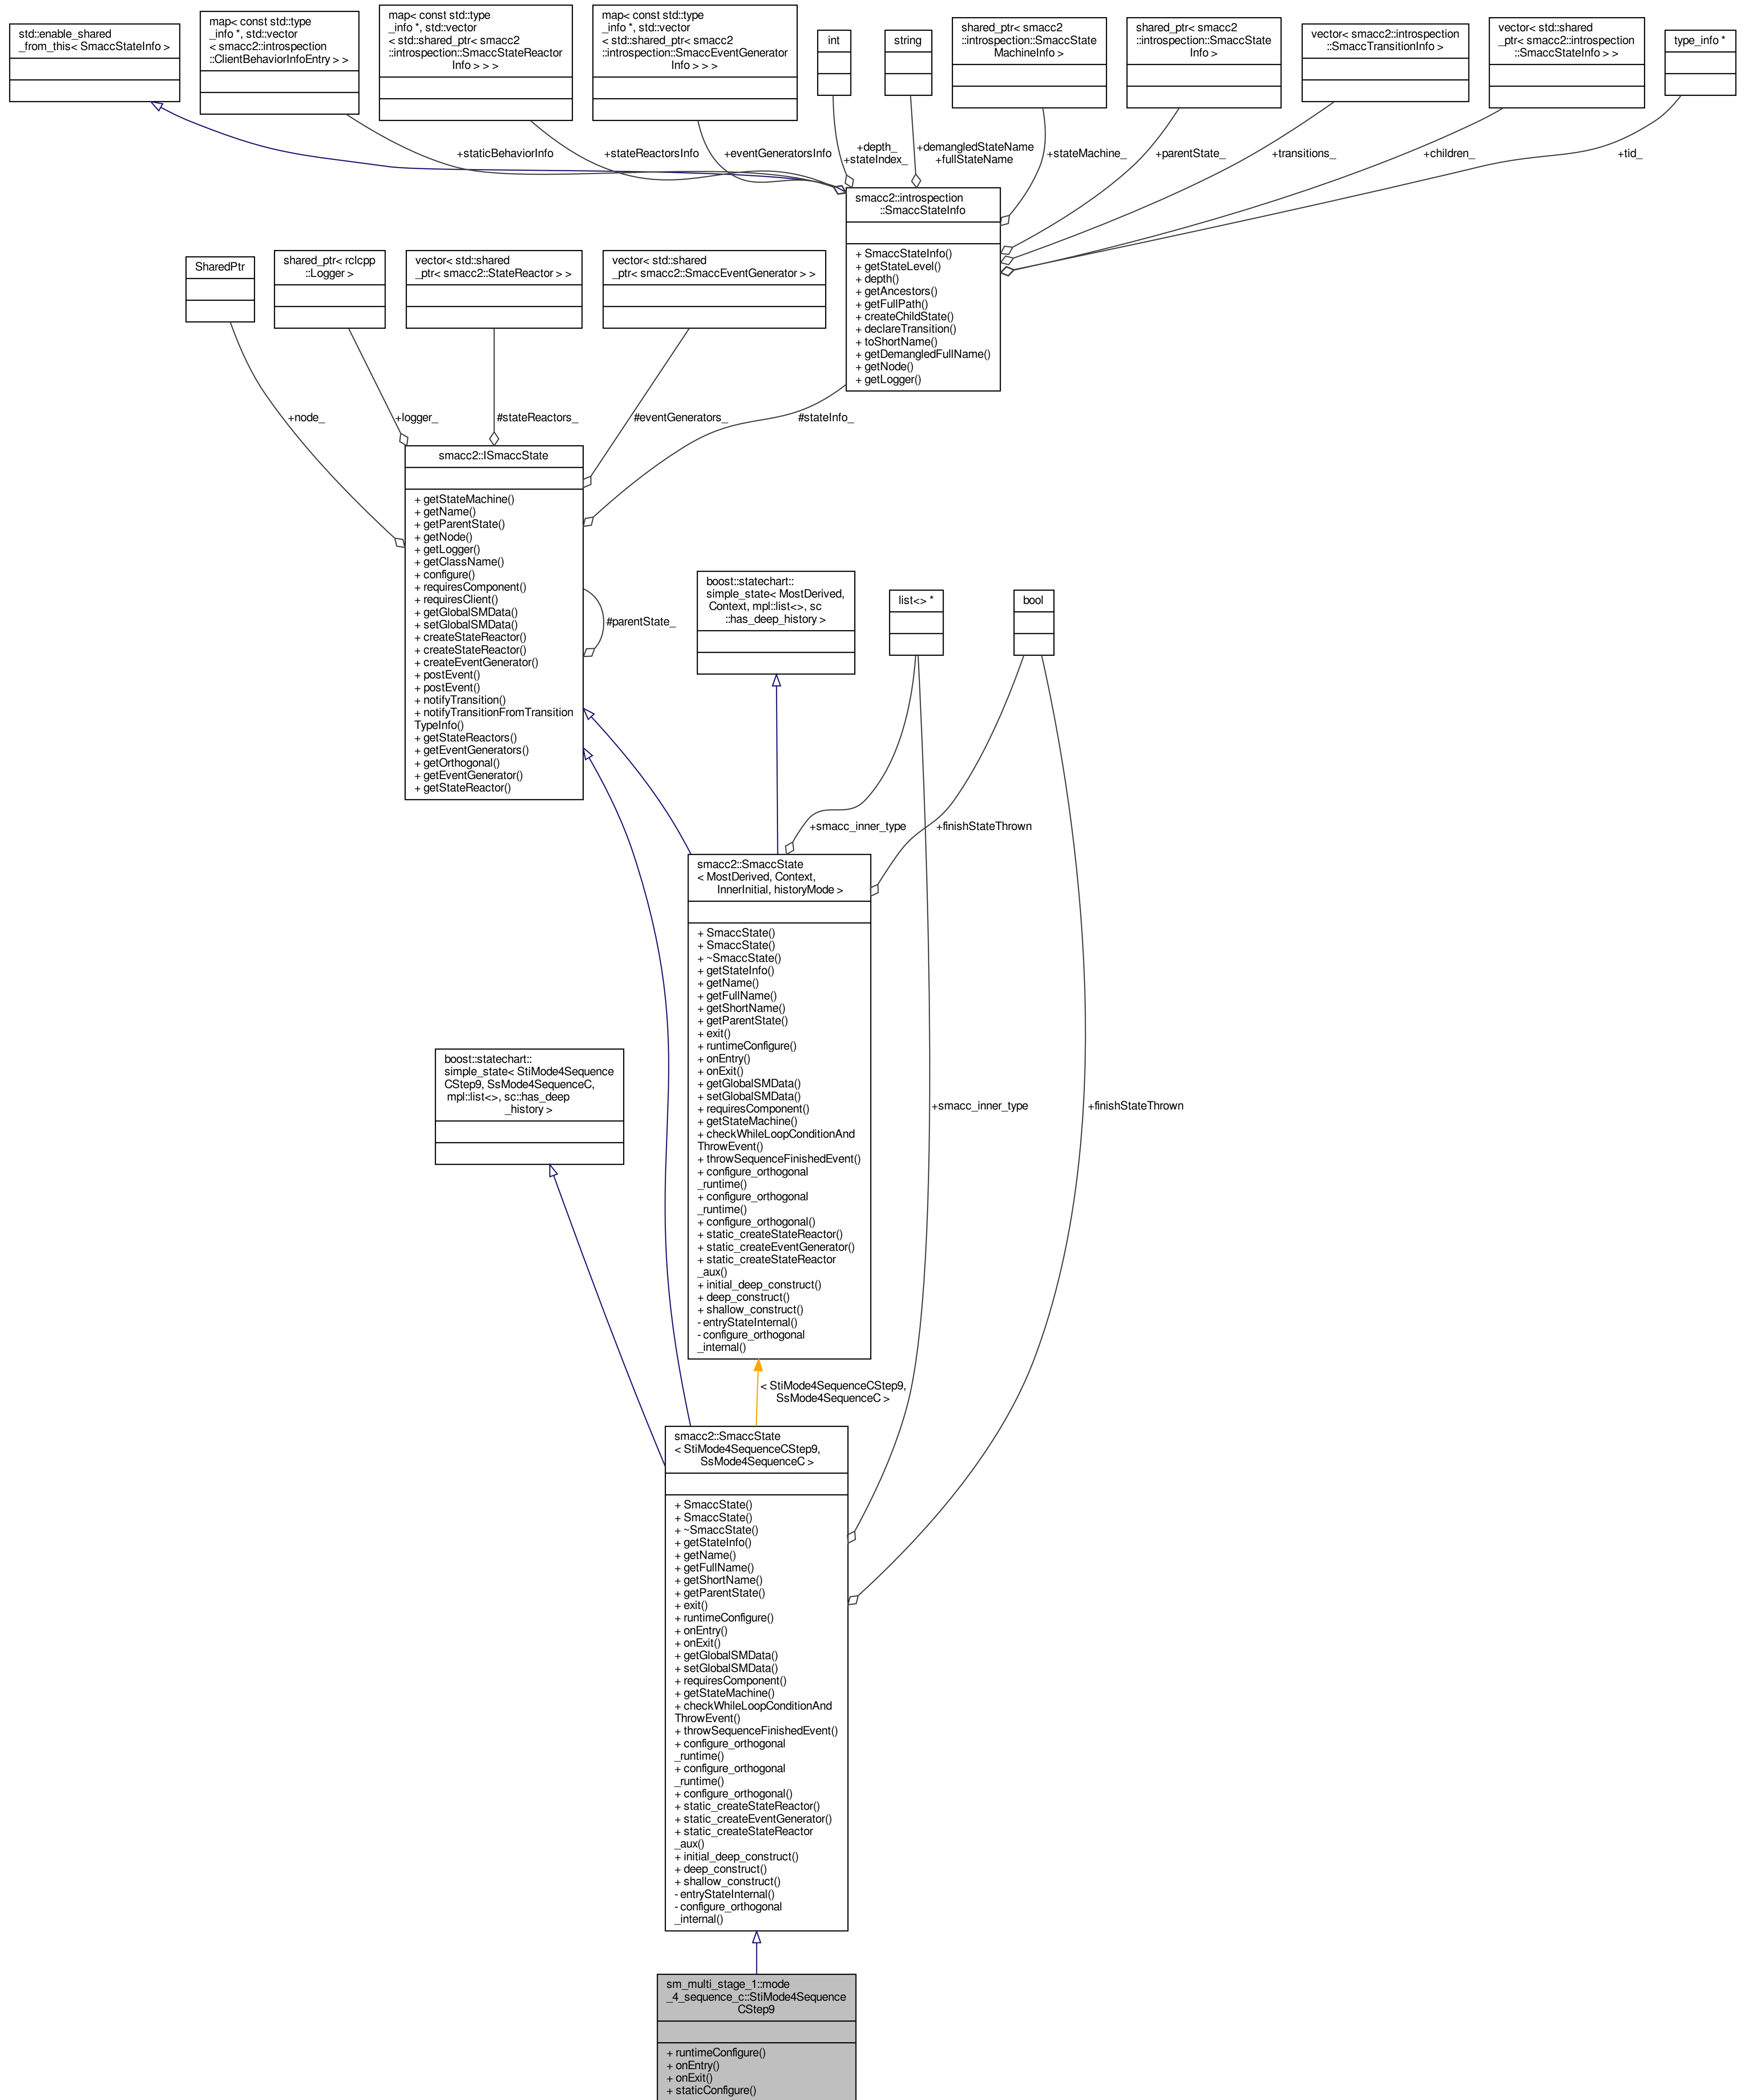 std::enable_shared
_from_this< SmaccStateInfo >
map< const std::type
_info *, std::vector
< smacc2::introspection
::ClientBehaviorInfoEntry > >
map< const std::type
_info *, std::vector
< std::shared_ptr< smacc2
::introspection::SmaccStateReactor
Info > > >
map< const std::type
_info *, std::vector
< std::shared_ptr< smacc2
::introspection::SmaccEventGenerator
Info > > >
int
string
shared_ptr< smacc2
::introspection::SmaccState
MachineInfo >
shared_ptr< smacc2
::introspection::SmaccState
Info >
vector< smacc2::introspection
::SmaccTransitionInfo >
vector< std::shared
_ptr< smacc2::introspection
::SmaccStateInfo > >
type_info *
+staticBehaviorInfo
+stateReactorsInfo
+eventGeneratorsInfo
+depth_
+stateIndex_
+demangledStateName
+fullStateName
+stateMachine_
+parentState_
+transitions_
+children_
+tid_
smacc2::introspection
::SmaccStateInfo
+ SmaccStateInfo()
+ getStateLevel()
+ depth()
+ getAncestors()
+ getFullPath()
+ createChildState()
+ declareTransition()
+ toShortName()
+ getDemangledFullName()
+ getNode()
+ getLogger()
SharedPtr
shared_ptr< rclcpp
::Logger >
vector< std::shared
_ptr< smacc2::StateReactor > >
vector< std::shared
_ptr< smacc2::SmaccEventGenerator > >
+node_
+logger_
#stateReactors_
#eventGenerators_
#stateInfo_
smacc2::ISmaccState
+ getStateMachine()
+ getName()
+ getParentState()
+ getNode()
+ getLogger()
+ getClassName()
+ configure()
+ requiresComponent()
+ requiresClient()
+ getGlobalSMData()
+ setGlobalSMData()
+ createStateReactor()
+ createStateReactor()
+ createEventGenerator()
+ postEvent()
+ postEvent()
+ notifyTransition()
+ notifyTransitionFromTransition
TypeInfo()
+ getStateReactors()
+ getEventGenerators()
+ getOrthogonal()
+ getEventGenerator()
+ getStateReactor()
#parentState_
boost::statechart::
simple_state< MostDerived,
Context, mpl::list<>, sc
::has_deep_history >
list<> *
bool
+smacc_inner_type
+finishStateThrown
smacc2::SmaccState
< MostDerived, Context,
InnerInitial, historyMode >
+ SmaccState()
+ SmaccState()
+ ~SmaccState()
+ getStateInfo()
+ getName()
+ getFullName()
+ getShortName()
+ getParentState()
+ exit()
+ runtimeConfigure()
+ onEntry()
+ onExit()
+ getGlobalSMData()
+ setGlobalSMData()
+ requiresComponent()
+ getStateMachine()
+ checkWhileLoopConditionAnd
ThrowEvent()
+ throwSequenceFinishedEvent()
+ configure_orthogonal
_runtime()
+ configure_orthogonal
_runtime()
+ configure_orthogonal()
+ static_createStateReactor()
+ static_createEventGenerator()
+ static_createStateReactor
_aux()
+ initial_deep_construct()
+ deep_construct()
+ shallow_construct()
- entryStateInternal()
- configure_orthogonal
_internal()
boost::statechart::
simple_state< StiMode4Sequence
CStep9, SsMode4SequenceC,
mpl::list<>, sc::has_deep
_history >
+smacc_inner_type
+finishStateThrown
< StiMode4SequenceCStep9,
SsMode4SequenceC >
smacc2::SmaccState
< StiMode4SequenceCStep9,
SsMode4SequenceC >
+ SmaccState()
+ SmaccState()
+ ~SmaccState()
+ getStateInfo()
+ getName()
+ getFullName()
+ getShortName()
+ getParentState()
+ exit()
+ runtimeConfigure()
+ onEntry()
+ onExit()
+ getGlobalSMData()
+ setGlobalSMData()
+ requiresComponent()
+ getStateMachine()
+ checkWhileLoopConditionAnd
ThrowEvent()
+ throwSequenceFinishedEvent()
+ configure_orthogonal
_runtime()
+ configure_orthogonal
_runtime()
+ configure_orthogonal()
+ static_createStateReactor()
+ static_createEventGenerator()
+ static_createStateReactor
_aux()
+ initial_deep_construct()
+ deep_construct()
+ shallow_construct()
- entryStateInternal()
- configure_orthogonal
_internal()
sm_multi_stage_1::mode
_4_sequence_c::StiMode4Sequence
CStep9
+ runtimeConfigure()
+ onEntry()
+ onExit()
+ staticConfigure()